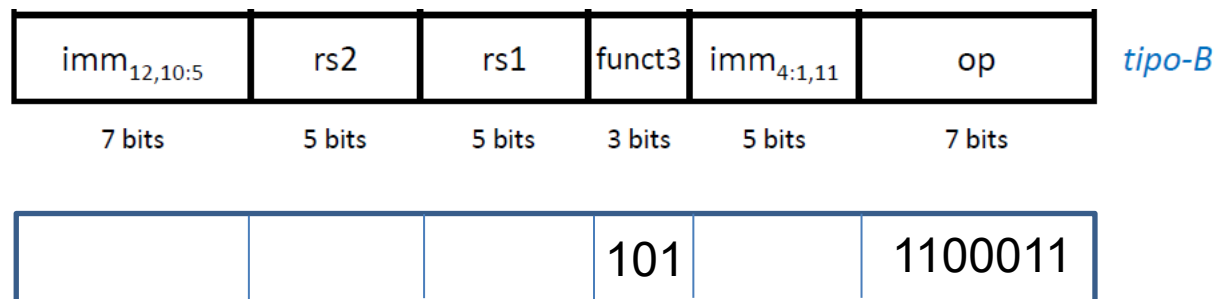 imm12,10:5 rs2 rs1 funct3 imm4:1,11 op tipo-B
7 bits 5 bits 5 bits 3 bits 5 bits 7 bits
101 1100011